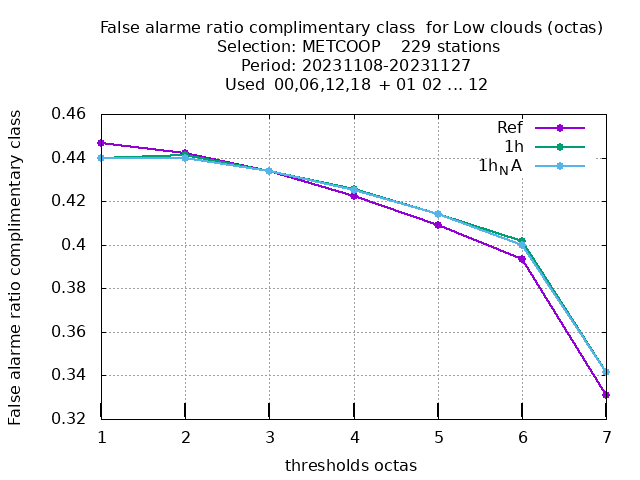 False alarme ratio complimentary class  for Low clouds (octas)
Selection: METCOOP    229 stations
Period: 20231108-20231127
Used  00,06,12,18  + 01 02 ... 12
False alarme ratio complimentary class
0.46
0.44
0.42
0.4
0.38
0.36
0.34
0.32
Ref
1h
1h_NA
1 2 3 4 5 6 7
thresholds octas